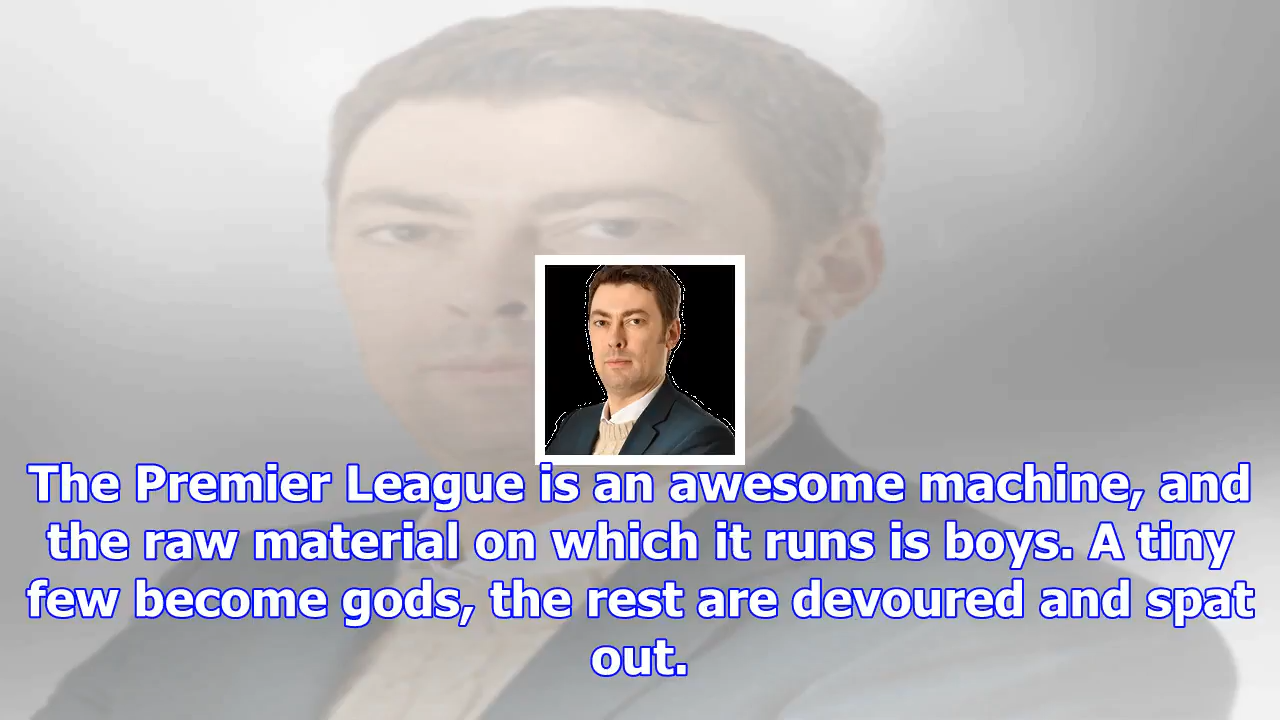 The Premier League is an awesome machine, and
the raw material on which it runs is boys. A tiny
few become gods, the rest are devoured and spat
out.